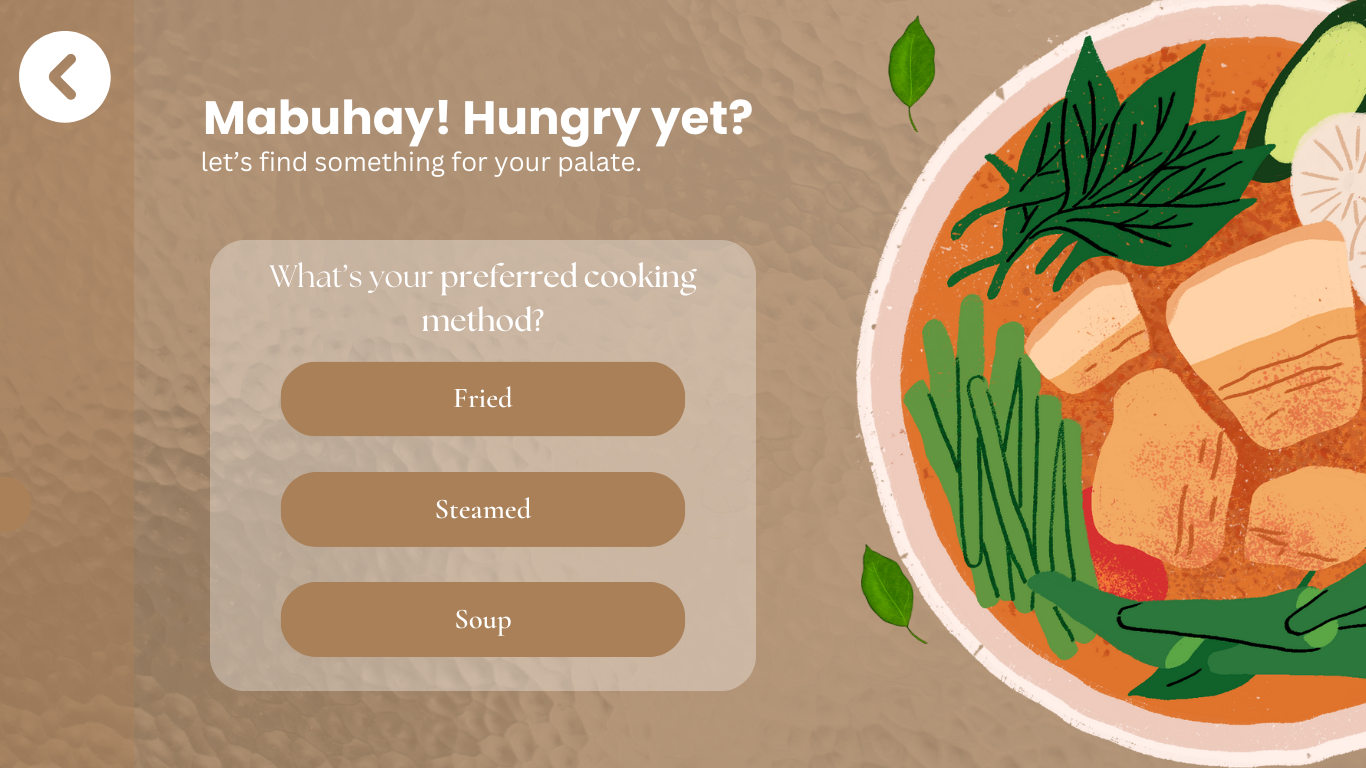 Mabuhay! Hungry yet?
let's find something for your palate.
What's your preferred cooking
method?
Fried
Steamed
Soup